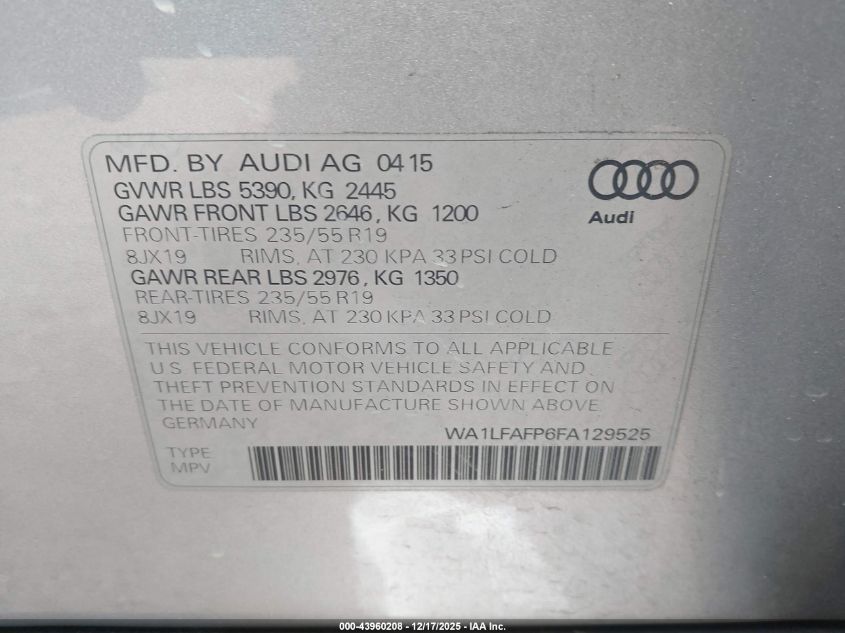 MFD. BY AUDI AG 0415
GVWR LBS 5390, KG 2445
GAWR FRONT LBS 2646, KG 1200
FRONT-TIRES 235/55 R19
8JX19 RIMS, AT 230 KPA 33 PSI COLD
GAWR REAR LBS 2976, KG 1350
REAR-TIRES 235/55 R19
8JX19 RIMS, AT 230 KPA 33 PSI COLD
Audi
THIS VEHICLE CONFORMS TO ALL APPLICABLE
U.S. FEDERAL MOTOR VEHICLE SAFETY AND
THEFT PREVENTION STANDARDS IN EFFECT ON
THE DATE OF MANUFACTURE SHOWN ABOVE.
GERMANY
WA1LFAFP6FA129525
TYPE
MPV
000-43960208 - 12/17/2025 - IAA Inc.